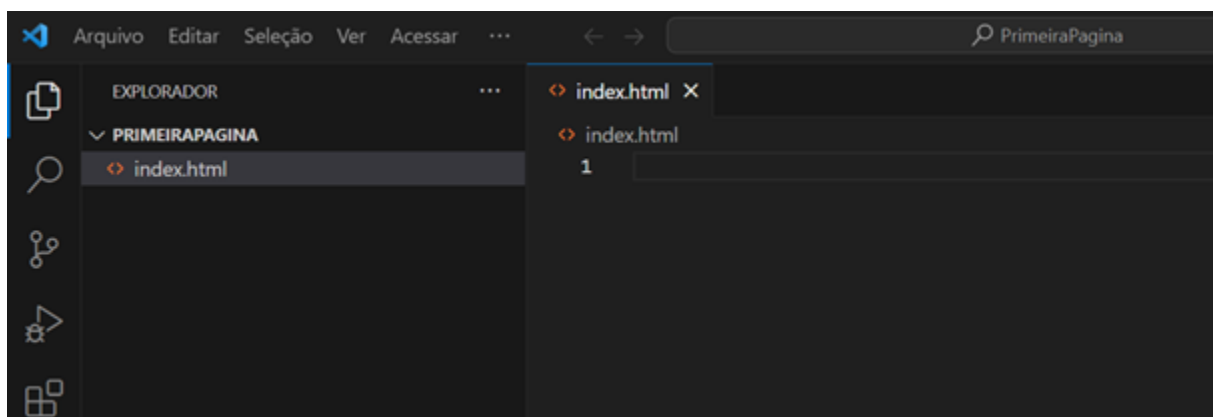 Arquivo Editar Seleção Ver Acessar ... PrimeiraPagina
EXPLORADOR ...
PRIMEIRAPAGINA
index.html
index.html
index.html
1